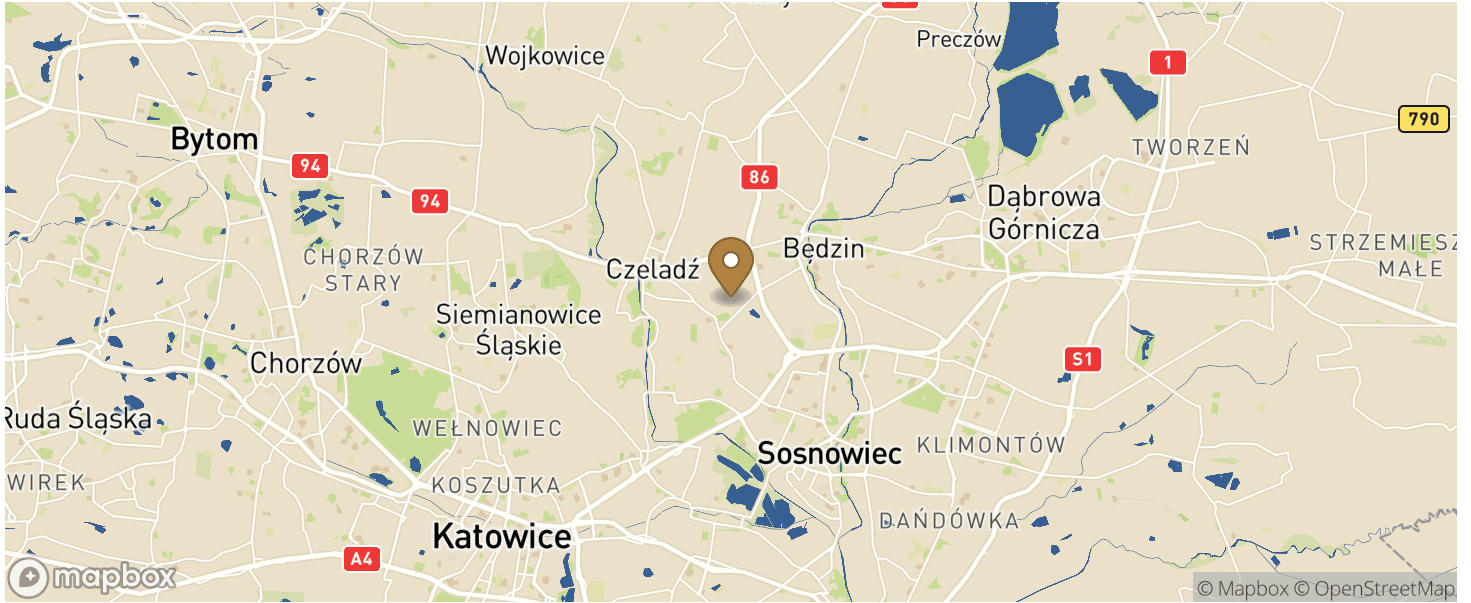 Preczów
Wojkowice
1
790
Bytom
TWORZEŃ
94
86
94
Dąbrowa
Górnicza
Będzin
STRZEMIESZ
MAŁE
CHORZÓW
STARY
Czeladź
Siemianowice
Śląskie
Chorzów
S1
Ruda Śląska
WEŁNOWIEC
KLIMONTÓW
Sosnowiec
WIREK
KOSZUTKA
DAŃDÓWKA
Katowice
A4
mapbox
© Mapbox © OpenStreetMap